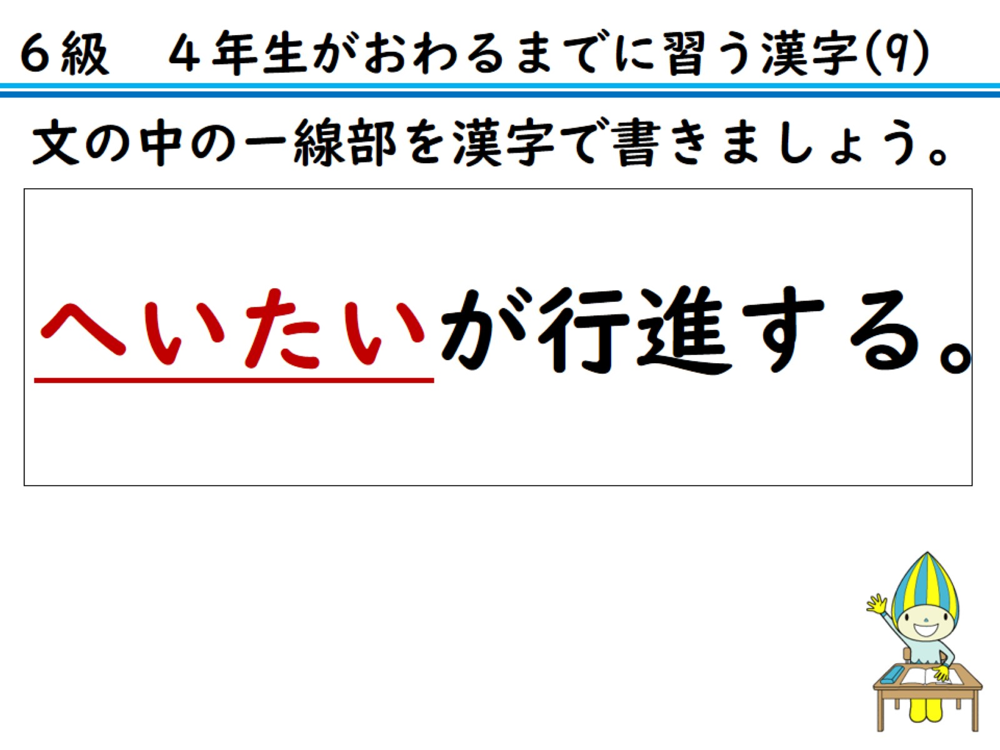 ６級　４年生がおわるまでに習う漢字(9)
文の中の一線部を漢字で書きましょう。
へいたいが行進する。